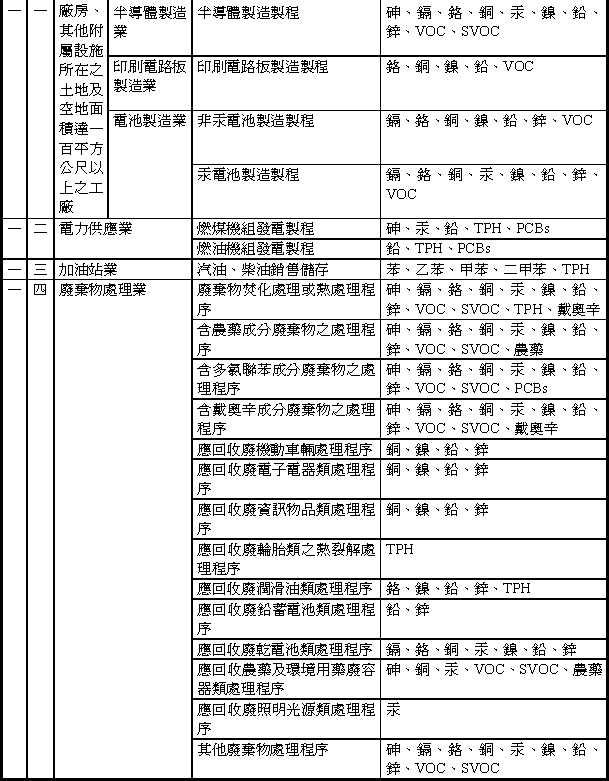 一 一 廠房、其他附屬設施所在之土地及空地面積達一百平方公尺以上之工廠 半導體製造業 半導體製造製程 砷、鎘、鉻、銅、汞、鎳、鉛、
鋅、VOC、SVOC
印刷電路板製造業 印刷電路板製造製程 鉻、銅、鎳、鉛、VOC
電池製造業 非汞電池製造製程 鎘、鉻、銅、鎳、鉛、鋅、VOC
汞電池製造製程 鎘、鉻、銅、汞、鎳、鉛、鋅、
VOC
一 二 電力供應業 燃煤機組發電製程 砷、汞、鉛、TPH、PCBs
燃油機組發電製程 鉛、TPH、PCBs
一 三 加油站業 汽油、柴油銷售儲存 苯、乙苯、甲苯、二甲苯、TPH
一 四 廢棄物處理業 廢棄物焚化處理或熱處理程
序 砷、鎘、鉻、銅、汞、鎳、鉛、
鋅、VOC、SVOC、TPH、戴奧辛
含農藥成分廢棄物之處理程
序 砷、鎘、鉻、銅、汞、鎳、鉛、
鋅、VOC、SVOC、農藥
含多氯聯苯成分廢棄物之處
理程序 砷、鎘、鉻、銅、汞、鎳、鉛、
鋅、VOC、SVOC、PCBs
含戴奧辛成分廢棄物之處理
程序 砷、鎘、鉻、銅、汞、鎳、鉛、
鋅、VOC、SVOC、戴奧辛
應回收廢機動車輛處理程序 銅、鎳、鉛、鋅
應回收廢電子電器類處理程
序 銅、鎳、鉛、鋅
應回收廢資訊物品類處理程
序 銅、鎳、鉛、鋅
應回收廢輪胎類之熱裂解處
理程序 TPH
應回收廢潤滑油類處理程序 鉻、鎳、鉛、鋅、TPH
應回收廢鉛蓄電池類處理程
序 鉛、鋅
應回收廢乾電池類處理程序 鎘、鉻、銅、汞、鎳、鉛、鋅
應回收農藥及環境用藥廢容
器類處理程序 砷、銅、汞、VOC、SVOC、農藥
應回收廢照明光源類處理程
序 汞
其他廢棄物處理程序 砷、鎘、鉻、銅、汞、鎳、鉛、
鋅、VOC、SVOC